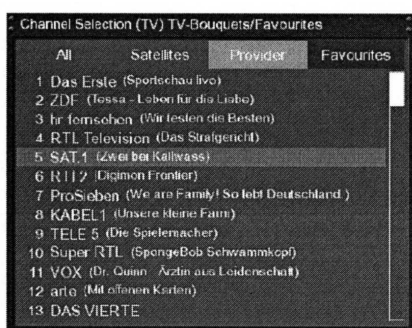 Channel Selection (TV) TV-Bouquets/Favourites
All Satellites Provider Favourites
1 Das Erste (Sportschau live)
2 ZDF (Tessa - Leben für die Liebe)
3 hr fernsehen (Wir testen die Besten)
4 RTL Television (Das Strafgericht)
5 SAT.1 (Zwei bei Kallwass)
6 RTL2 (Digimon Frontier)
7 ProSieben (We are Family! So lebt Deutschland.)
8 KABEL1 (Unsere kleine Farm)
9 TELE 5 (Die Spielemacher)
10 Super RTL (SpongeBob Schwammkopf)
11 VOX (Dr. Quinn - Ärztin aus Leidenschaft)
12 arte (Mit offenen Karten)
13 DAS VIERTE